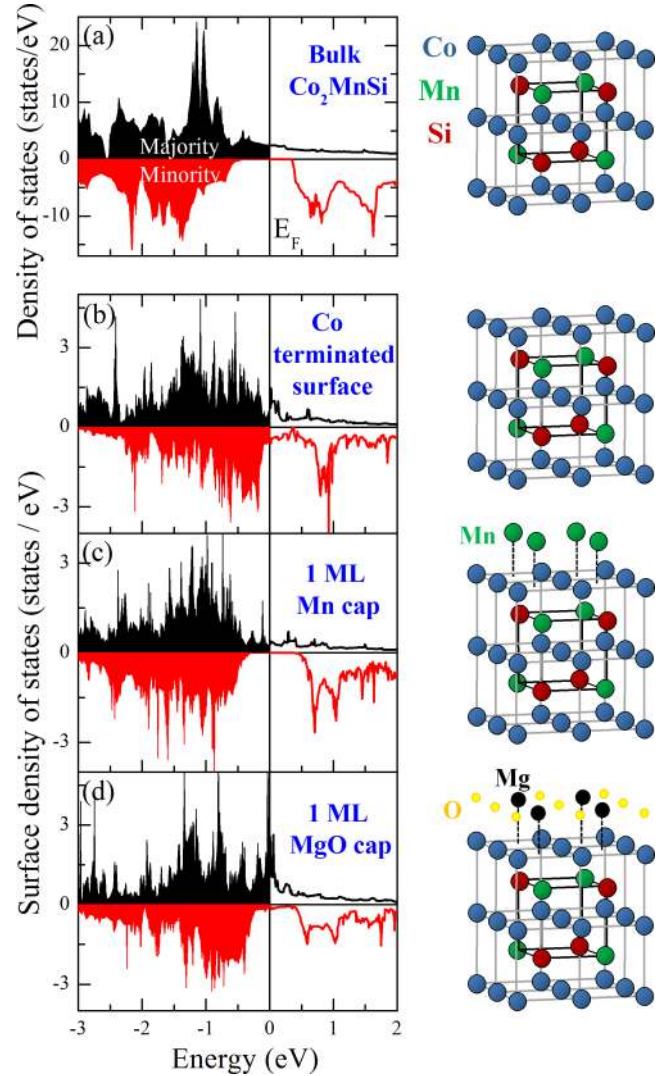 (a)
Bulk
Co₂MnSi
Majority
Minority
E_F
20
10
0
-10
Density of states (states/eV)
Co
Mn
Si
(b)
Co
terminated
surface
3
0
-3
(c)
1 ML
Mn cap
3
0
-3
Mn
(d)
1 ML
MgO cap
3
0
-3
Mg
O
Surface density of states (states / eV)
-3 -2 -1 0 1 2
Energy (eV)